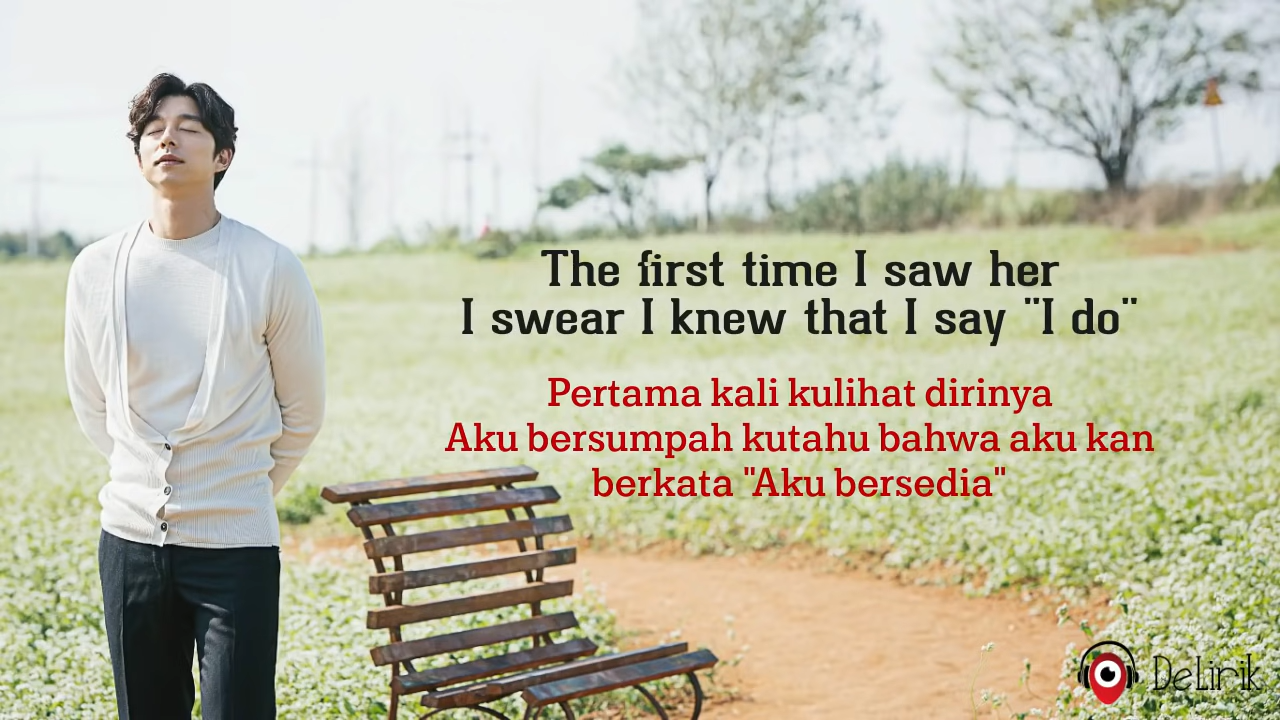 The first time I saw her
I swear I knew that I say "I do"
Pertama kali kulihat dirinya
Aku bersumpah kutahu bahwa aku kan
berkata "Aku bersedia"
DeLirik